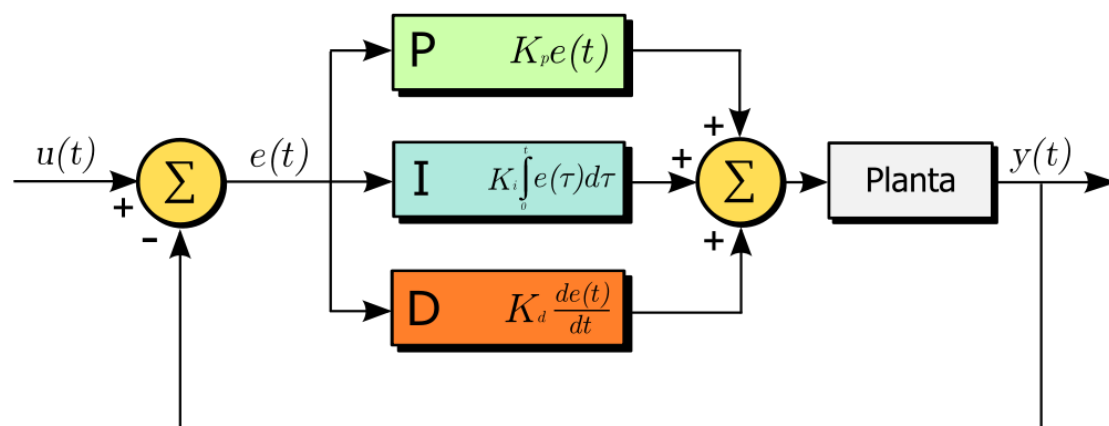 P K_p e(t)
u(t) + Σ e(t)
-
I K_i ∫_0^t e(τ)dτ
+ + Σ +
Planta y(t)
D K_d de(t)/dt